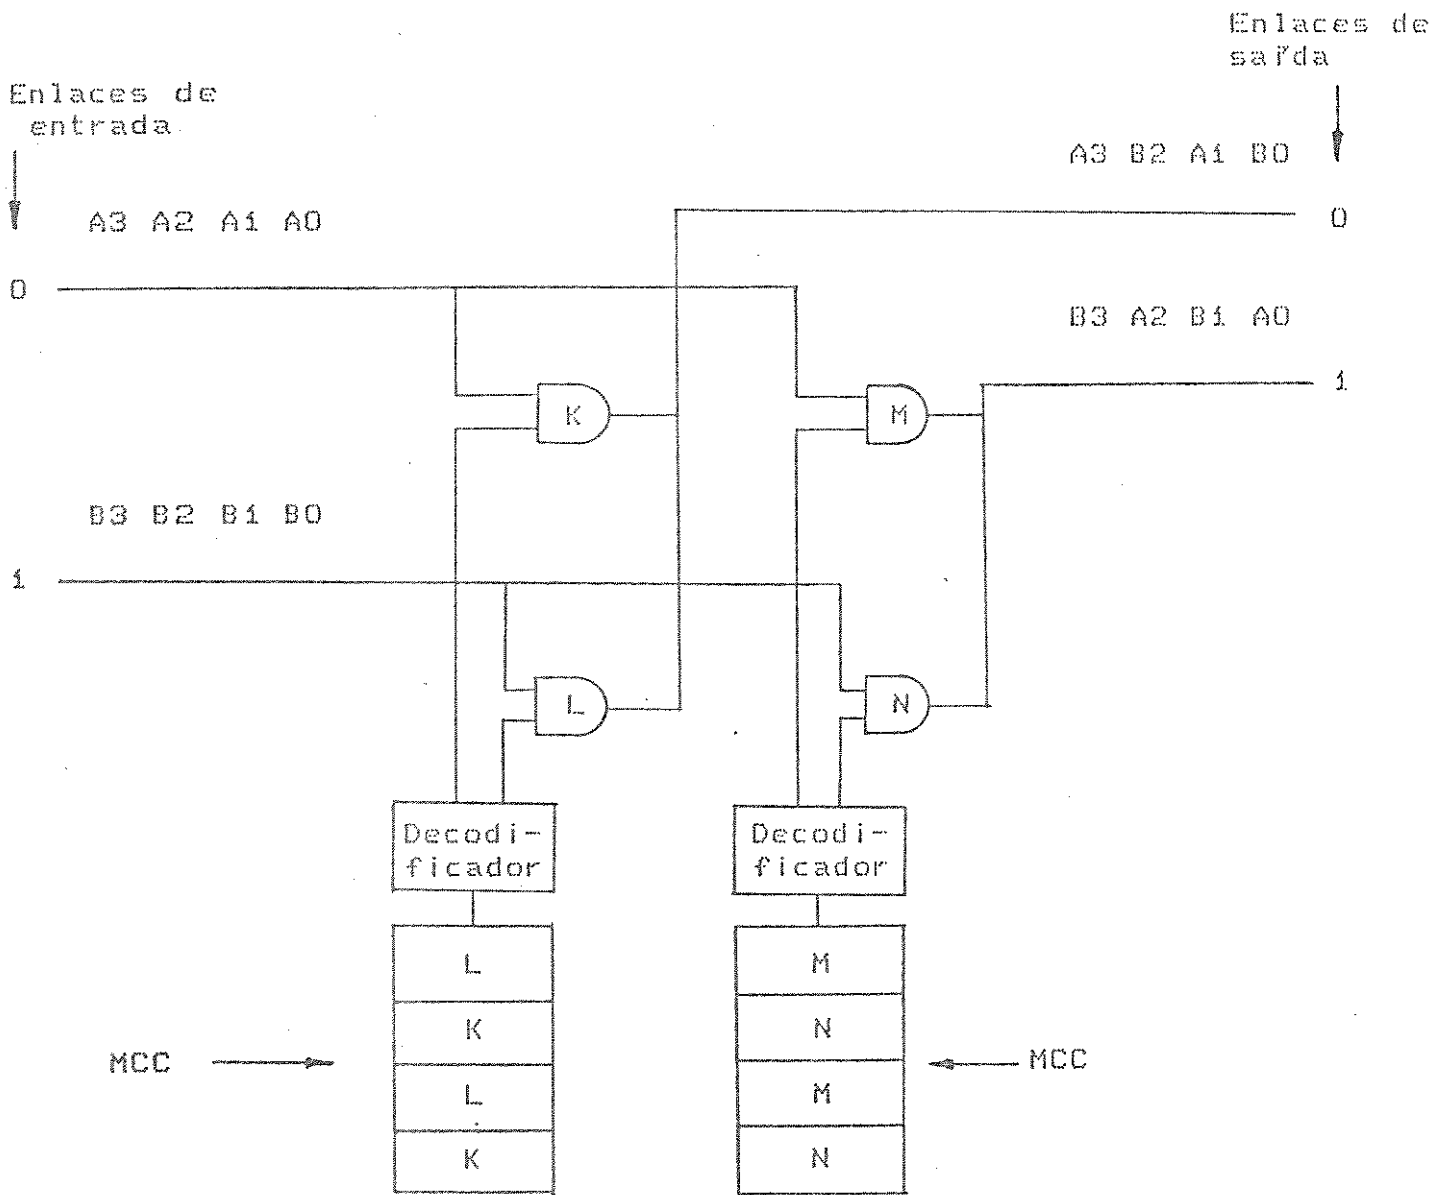 Enlaces de
saída
Enlaces de
entrada
A3 B2 A1 B0
A3 A2 A1 A0
0
0
B3 A2 B1 A0
1
K
M
B3 B2 B1 B0
1
L
N
Decodi-
ficador
Decodi-
ficador
L
M
K
N
MCC
MCC
L
M
K
N